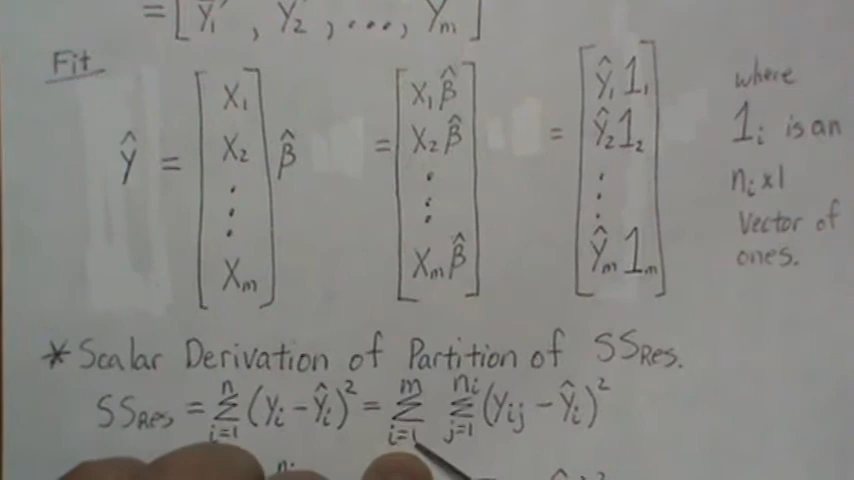 = [Y₁', Y₂', ..., Yₘ']
Fit
Ŷ = [X₁ X₂ ⋮ Xₘ] β̂ = [X₁β̂ X₂β̂ ⋮ Xₘβ̂] = [Ŷ₁1₁ Ŷ₂1₂ ⋮ Ŷₘ1ₘ]
where
1ᵢ is an
nᵢx1
Vector of
ones.
* Scalar Derivation of Partition of SSRes.
SSRes = Σᵢ₌₁ⁿ (Yᵢ - Ŷᵢ)² = Σᵢ₌₁ᵐ Σⱼ₌₁ⁿⁱ (Yᵢⱼ - Ŷᵢ)²